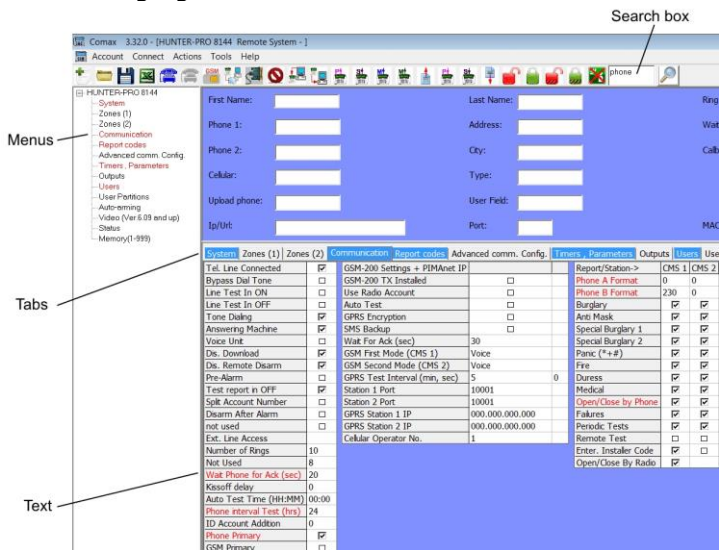 Search box
Comax 3.32.0 - [HUNTER-PRO 8144 Remote System - ]
Account Connect Actions Tools Help
phone
Menus
HUNTER-PRO 8144
System
Zones (1)
Zones (2)
Communication
Report codes
Advanced comm. Config.
Timers , Parameters
Outputs
Users
User Partitions
Auto-arming
Video (Ver.6.09 and up)
Status
Memory(1-999)
First Name: Last Name: Ring
Phone 1: Address: Wait
Phone 2: City: Callb
Cellular: Type:
Upload phone: User Field:
Ip/Url: Port: MAC
Tabs
System Zones (1) Zones (2) Communication Report codes Advanced comm. Config. Timers , Parameters Outputs Users Use
Tel. Line Connected GSM-200 Settings + PIMAnet IP Report/Station-> CMS 1 CMS 2
Bypass Dial Tone GSM-200 TX Installed Phone A Format 0 0
Line Test In ON Use Radio Account Phone B Format 230 0
Line Test In OFF Auto Test Burglary
Tone Dialing GPRS Encryption Anti Mask
Answering Machine SMS Backup Special Burglary 1
Voice Unit Wait For Ack (sec) 30 Special Burglary 2
Dis. Download GSM First Mode (CMS 1) Voice Panic (*+#)
Dis. Remote Disarm GSM Second Mode (CMS 2) Voice Fire
Pre-Alarm GPRS Test Interval (min, sec) 5 0 Duress
Test report in OFF Station 1 Port 10001 Medical
Split Account Number Station 2 Port 10001 Open/Close by Phone
Disarm After Alarm GPRS Station 1 IP 000.000.000.000 Failures
not used GPRS Station 2 IP 000.000.000.000 Periodic Tests
Ext. Line Access Cellular Operator No. 1 Remote Test
Number of Rings 10 Enter. Installer Code
Not Used 8 Open/Close By Radio
Text
Wait Phone for Ack (sec) 20
Kissoff delay 0
Auto Test Time (HH:MM) 00:00
Phone interval Test (hrs) 24
ID Account Addition 0
Phone Primary
GSM Primary